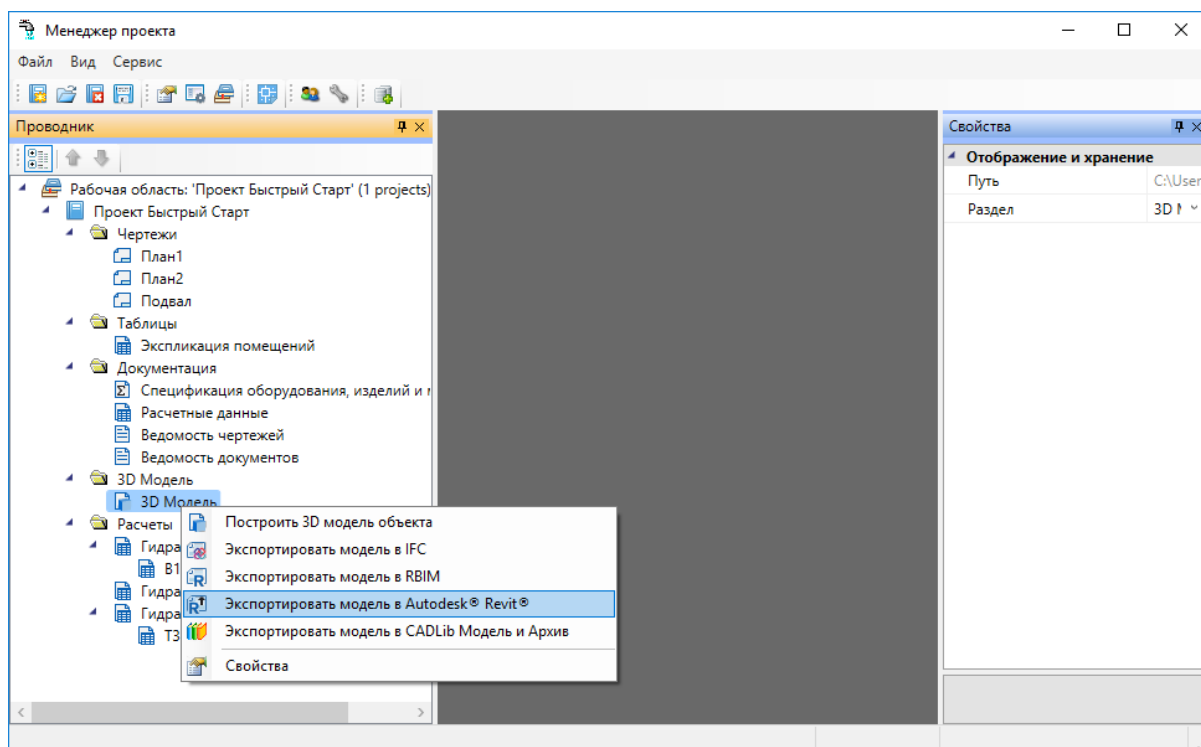 Менеджер проекта
Файл Вид Сервис
Проводник
Рабочая область: 'Проект Быстрый Старт' (1 projects)
Проект Быстрый Старт
Чертежи
План1
План2
Подвал
Таблицы
Экспликация помещений
Документация
Спецификация оборудования, изделий и
Расчетные данные
Ведомость чертежей
Ведомость документов
3D Модель
3D Модель
Расчеты
Гидра
В1
Гидра
Гидра
Т3
Построить 3D модель объекта
Экспортировать модель в IFC
Экспортировать модель в RBIM
Экспортировать модель в Autodesk® Revit®
Экспортировать модель в CADLib Модель и Архив
Свойства
Свойства
Отображение и хранение
Путь C:\User
Раздел 3D